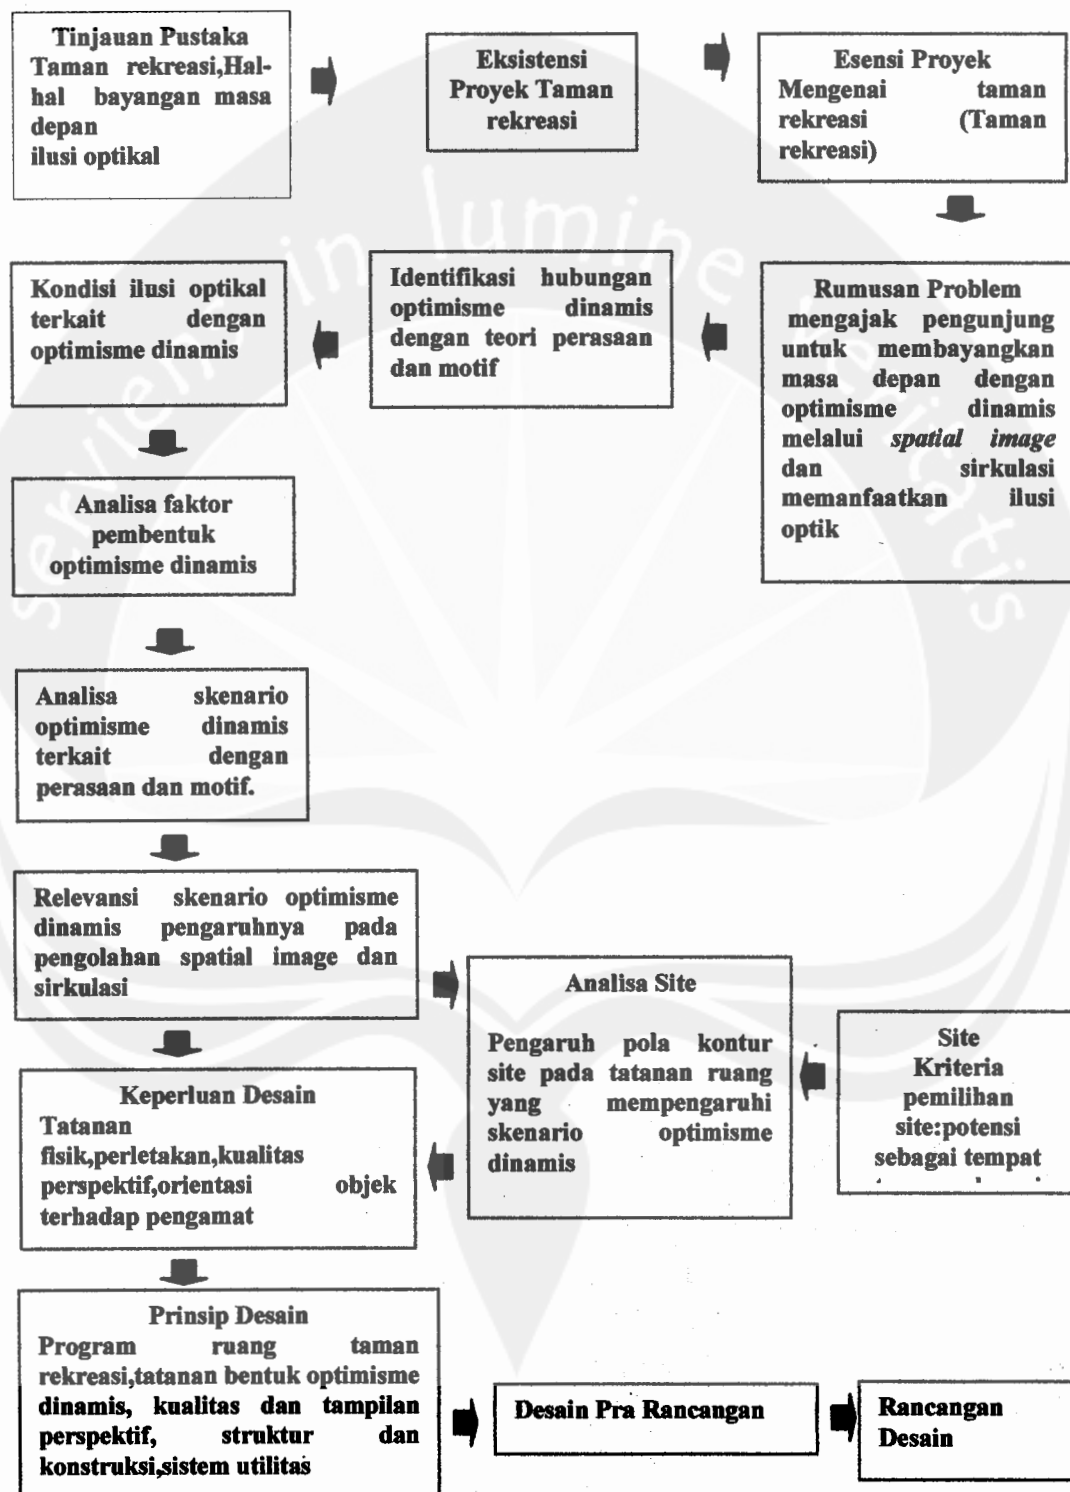 Tinjauan Pustaka
Taman rekreasi,Hal-
hal bayangan masa
depan
ilusi optikal
Eksistensi
Proyek Taman
rekreasi
Esensi Proyek
Mengenai taman
rekreasi (Taman
rekreasi)
Rumusan Problem
mengajak pengunjung
untuk membayangkan
masa depan dengan
optimisme dinamis
melalui spatial image
dan sirkulasi
memanfaatkan ilusi
optik
Identifikasi hubungan
optimisme dinamis
dengan teori perasaan
dan motif
Kondisi ilusi optikal
terkait dengan
optimisme dinamis
Analisa faktor
pembentuk
optimisme dinamis
Analisa skenario
optimisme dinamis
terkait dengan
perasaan dan motif.
Relevansi skenario optimisme
dinamis pengaruhnya pada
pengolahan spatial image dan
sirkulasi
Analisa Site
Pengaruh pola kontur
site pada tatanan ruang
yang mempengaruhi
skenario optimisme
dinamis
Site
Kriteria
pemilihan
site:potensi
sebagai tempat
Keperluan Desain
Tatanan
fisik,perletakan,kualitas
perspektif,orientasi objek
terhadap pengamat
Prinsip Desain
Program ruang taman
rekreasi,tatanan bentuk optimisme
dinamis, kualitas dan tampilan
perspektif, struktur dan
konstruksi,sistem utilitas
Desain Pra Rancangan
Rancangan
Desain
serviens in lumine veritatis